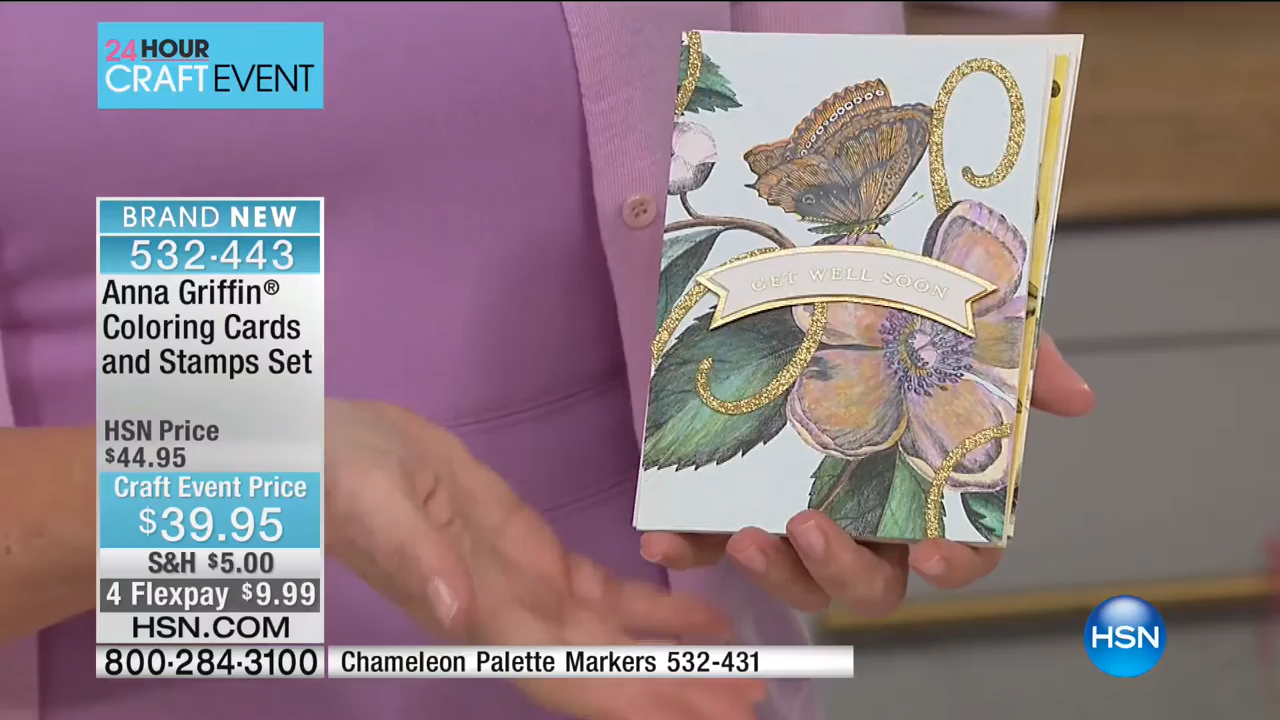 24 HOUR
CRAFT EVENT
BRAND NEW
532-443
Anna Griffin®
Coloring Cards
and Stamps Set
HSN Price
$44.95
Craft Event Price
$39.95
S&H $5.00
4 Flexpay $9.99
HSN.COM
800-284-3100
Chameleon Palette Markers 532-431
GET WELL SOON
HSN